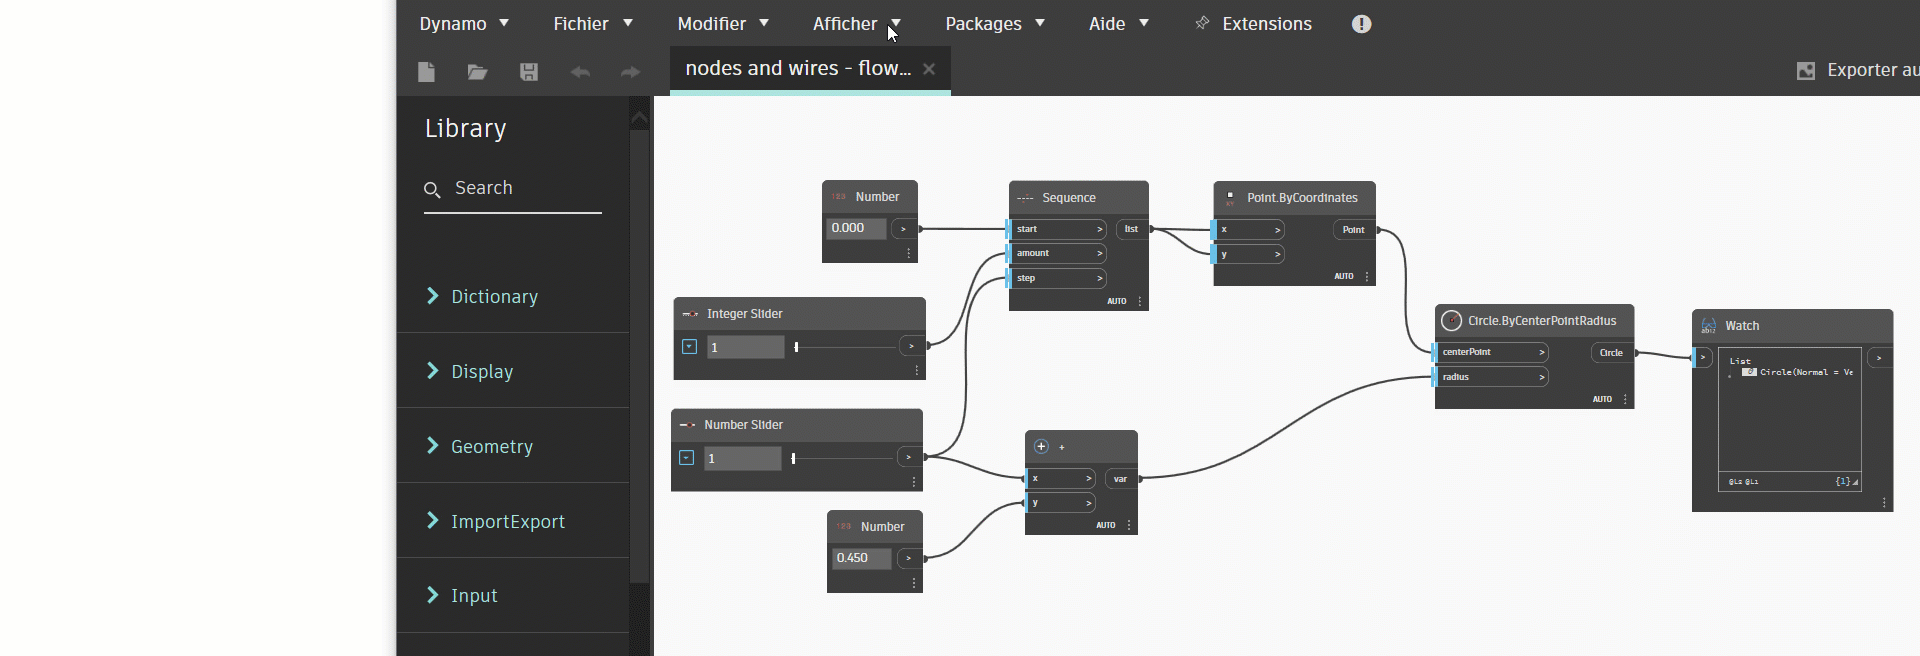 Dynamo Fichier Modifier Afficher Packages Aide Extensions
nodes and wires - flow...
Exporter au
Library
Search
Dictionary
Display
Geometry
ImportExport
Input
123 Number
0.000 >
Integer Slider
1 >
Number Slider
1 >
123 Number
0.450 >
Sequence
start > list
amount >
step >
AUTO
+
x > var
y >
AUTO
Point.ByCoordinates
x > Point
y >
AUTO
Circle.ByCenterPointRadius
centerPoint > Circle
radius >
AUTO
Watch
> >
List
0 Circle(Normal = Ve
@L2 @L1 {1}